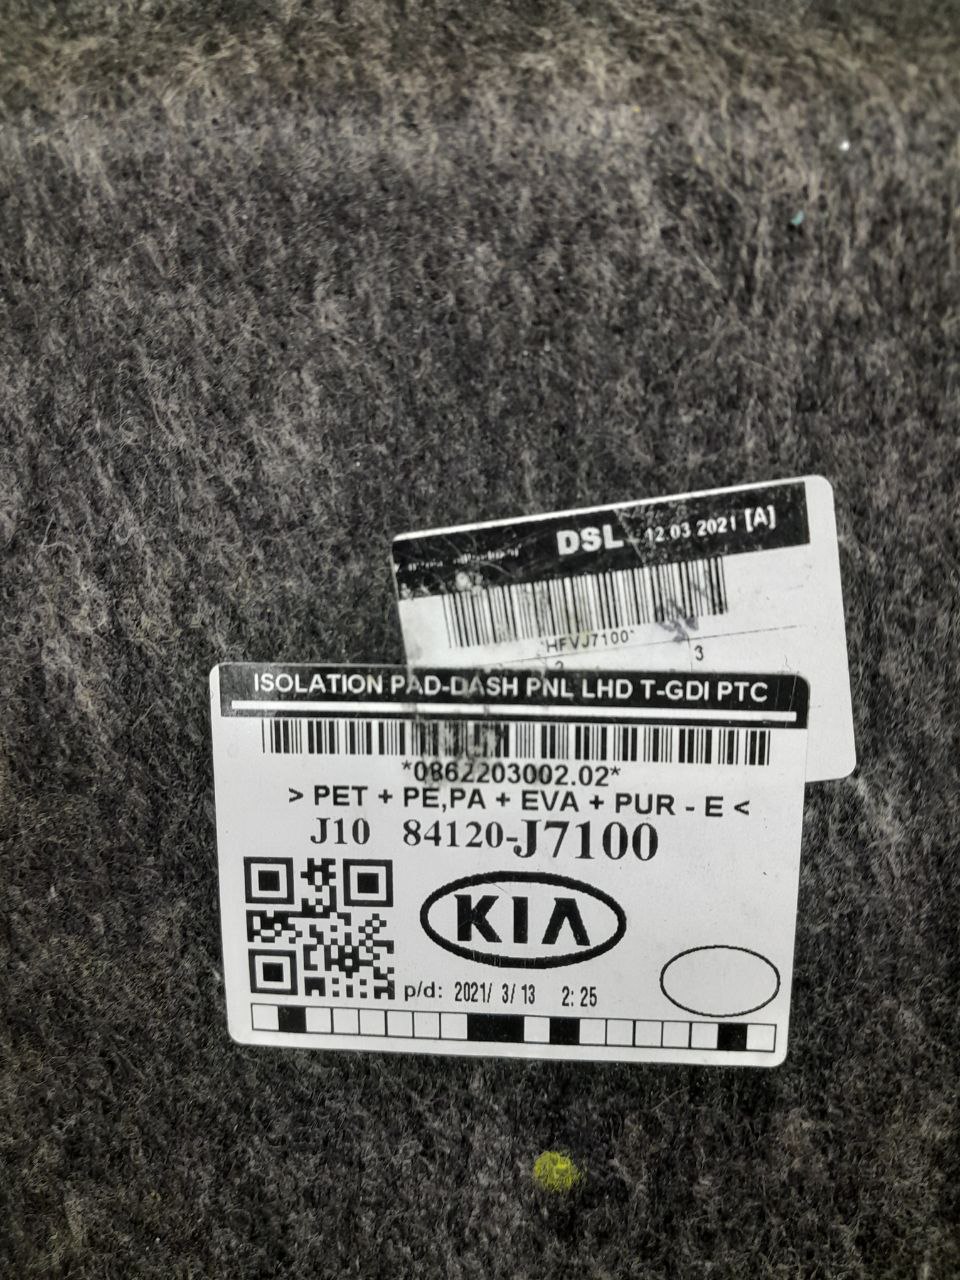 DSL 12 03 2021 [A]
*HFVJ7100*
3
ISOLATION PAD-DASH PNL LHD T-GDI PTC
*0862203002.02*
> PET + PE,PA + EVA + PUR - E <
J10 84120-J7100
KIA
p/d: 2021/ 3/ 13 2: 25